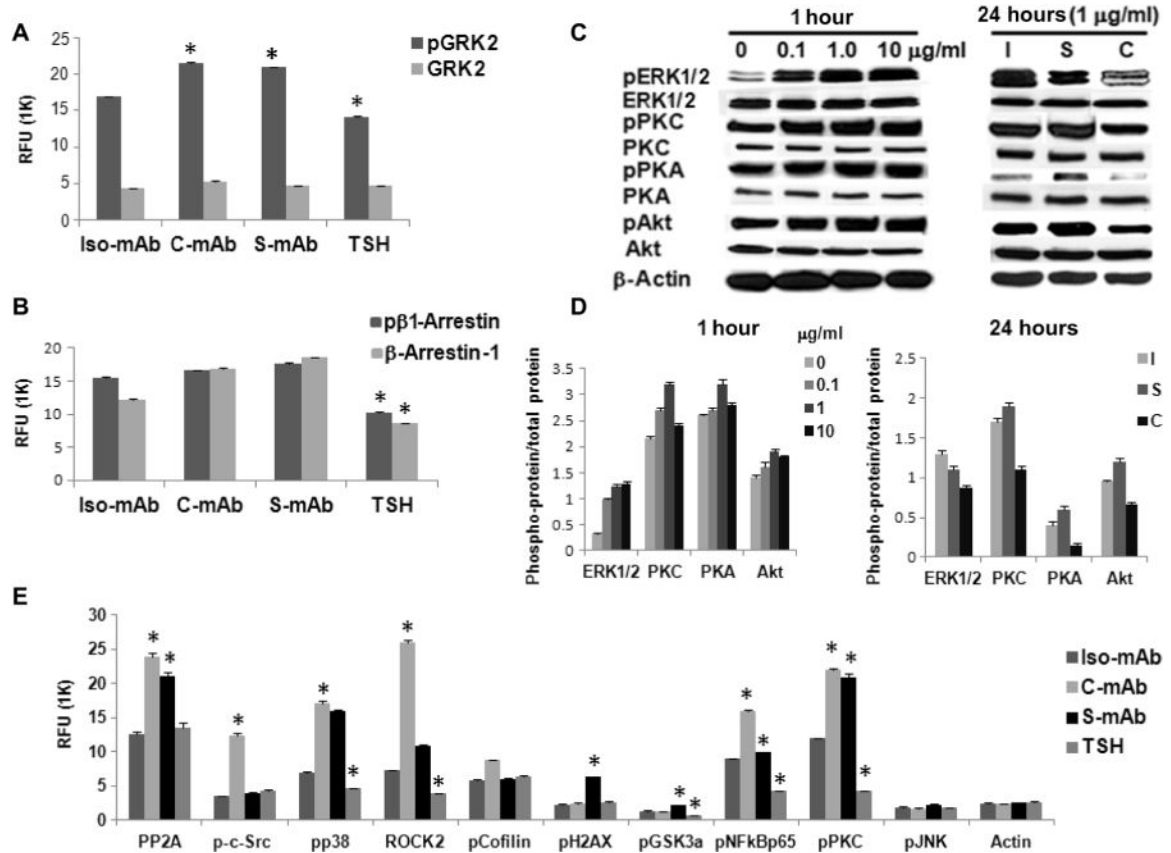 A
RFU (1K)
25
20
15
10
5
0
pGRK2
GRK2
* * *
Iso-mAb C-mAb S-mAb TSH
B
RFU (1K)
20
15
10
5
0
pβ1-Arrestin
β-Arrestin-1
* *
Iso-mAb C-mAb S-mAb TSH
C
1 hour
0 0.1 1.0 10 μg/ml
24 hours (1 μg/ml)
I S C
pERK1/2
ERK1/2
pPKC
PKC
pPKA
PKA
pAkt
Akt
β-Actin
D
1 hour
Phospho-protein/total protein
3.5
3
2.5
2
1.5
1
0.5
0
μg/ml
0
0.1
1
10
ERK1/2 PKC PKA Akt
24 hours
Phospho-protein/total protein
2.5
2
1.5
1
0.5
0
I
S
C
ERK1/2 PKC PKA Akt
E
RFU (1K)
30
25
20
15
10
5
0
* * * * * * * * * * * * * * * *
Iso-mAb
C-mAb
S-mAb
TSH
PP2A p-c-Src pp38 ROCK2 pCofilin pH2AX pGSK3a pNFkBp65 pPKC pJNK Actin